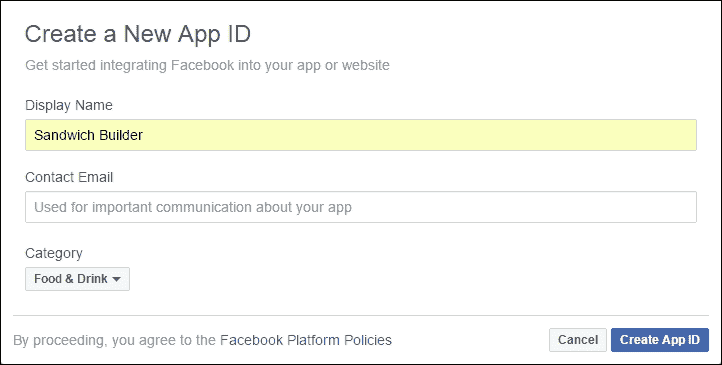 Create a New App ID
Get started integrating Facebook into your app or website
Display Name
Sandwich Builder
Contact Email
Used for important communication about your app
Category
Food & Drink
By proceeding, you agree to the Facebook Platform Policies
Cancel
Create App ID